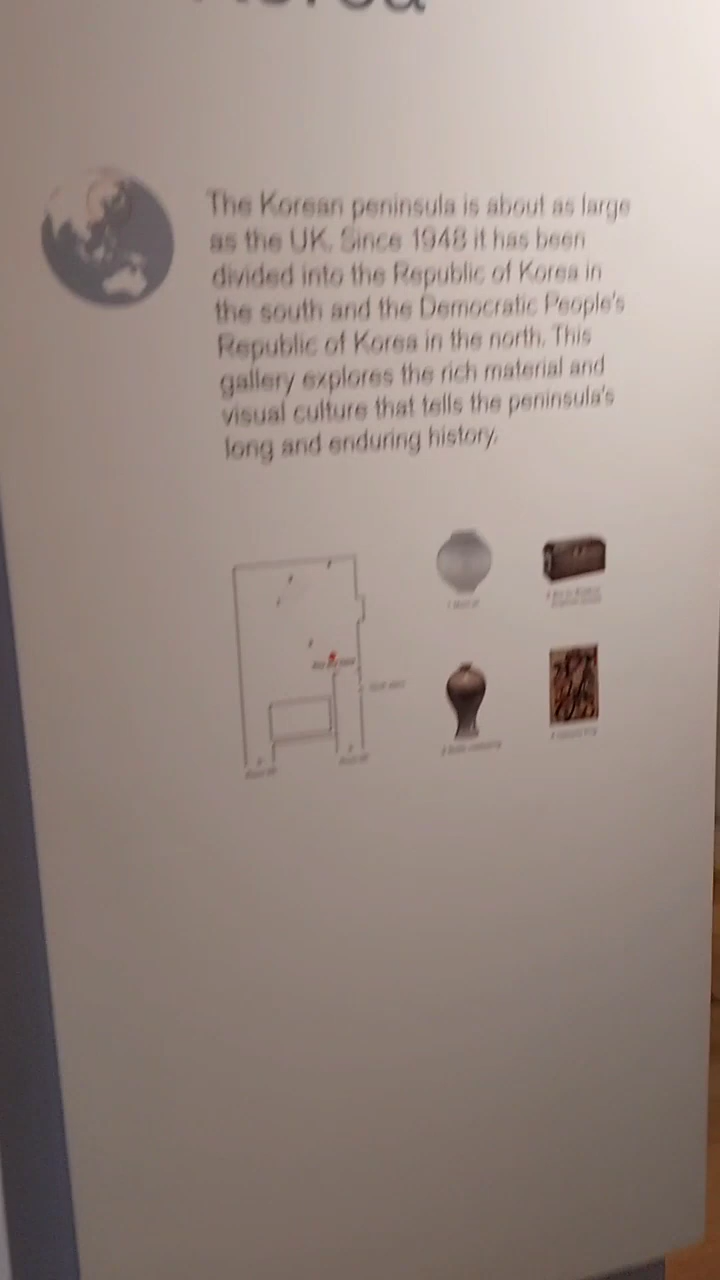 Korea
The Korean peninsula is about as large
as the UK. Since 1948 it has been
divided into the Republic of Korea in
the south and the Democratic People's
Republic of Korea in the north. This
gallery explores the rich material and
visual culture that tells the peninsula's
long and enduring history.